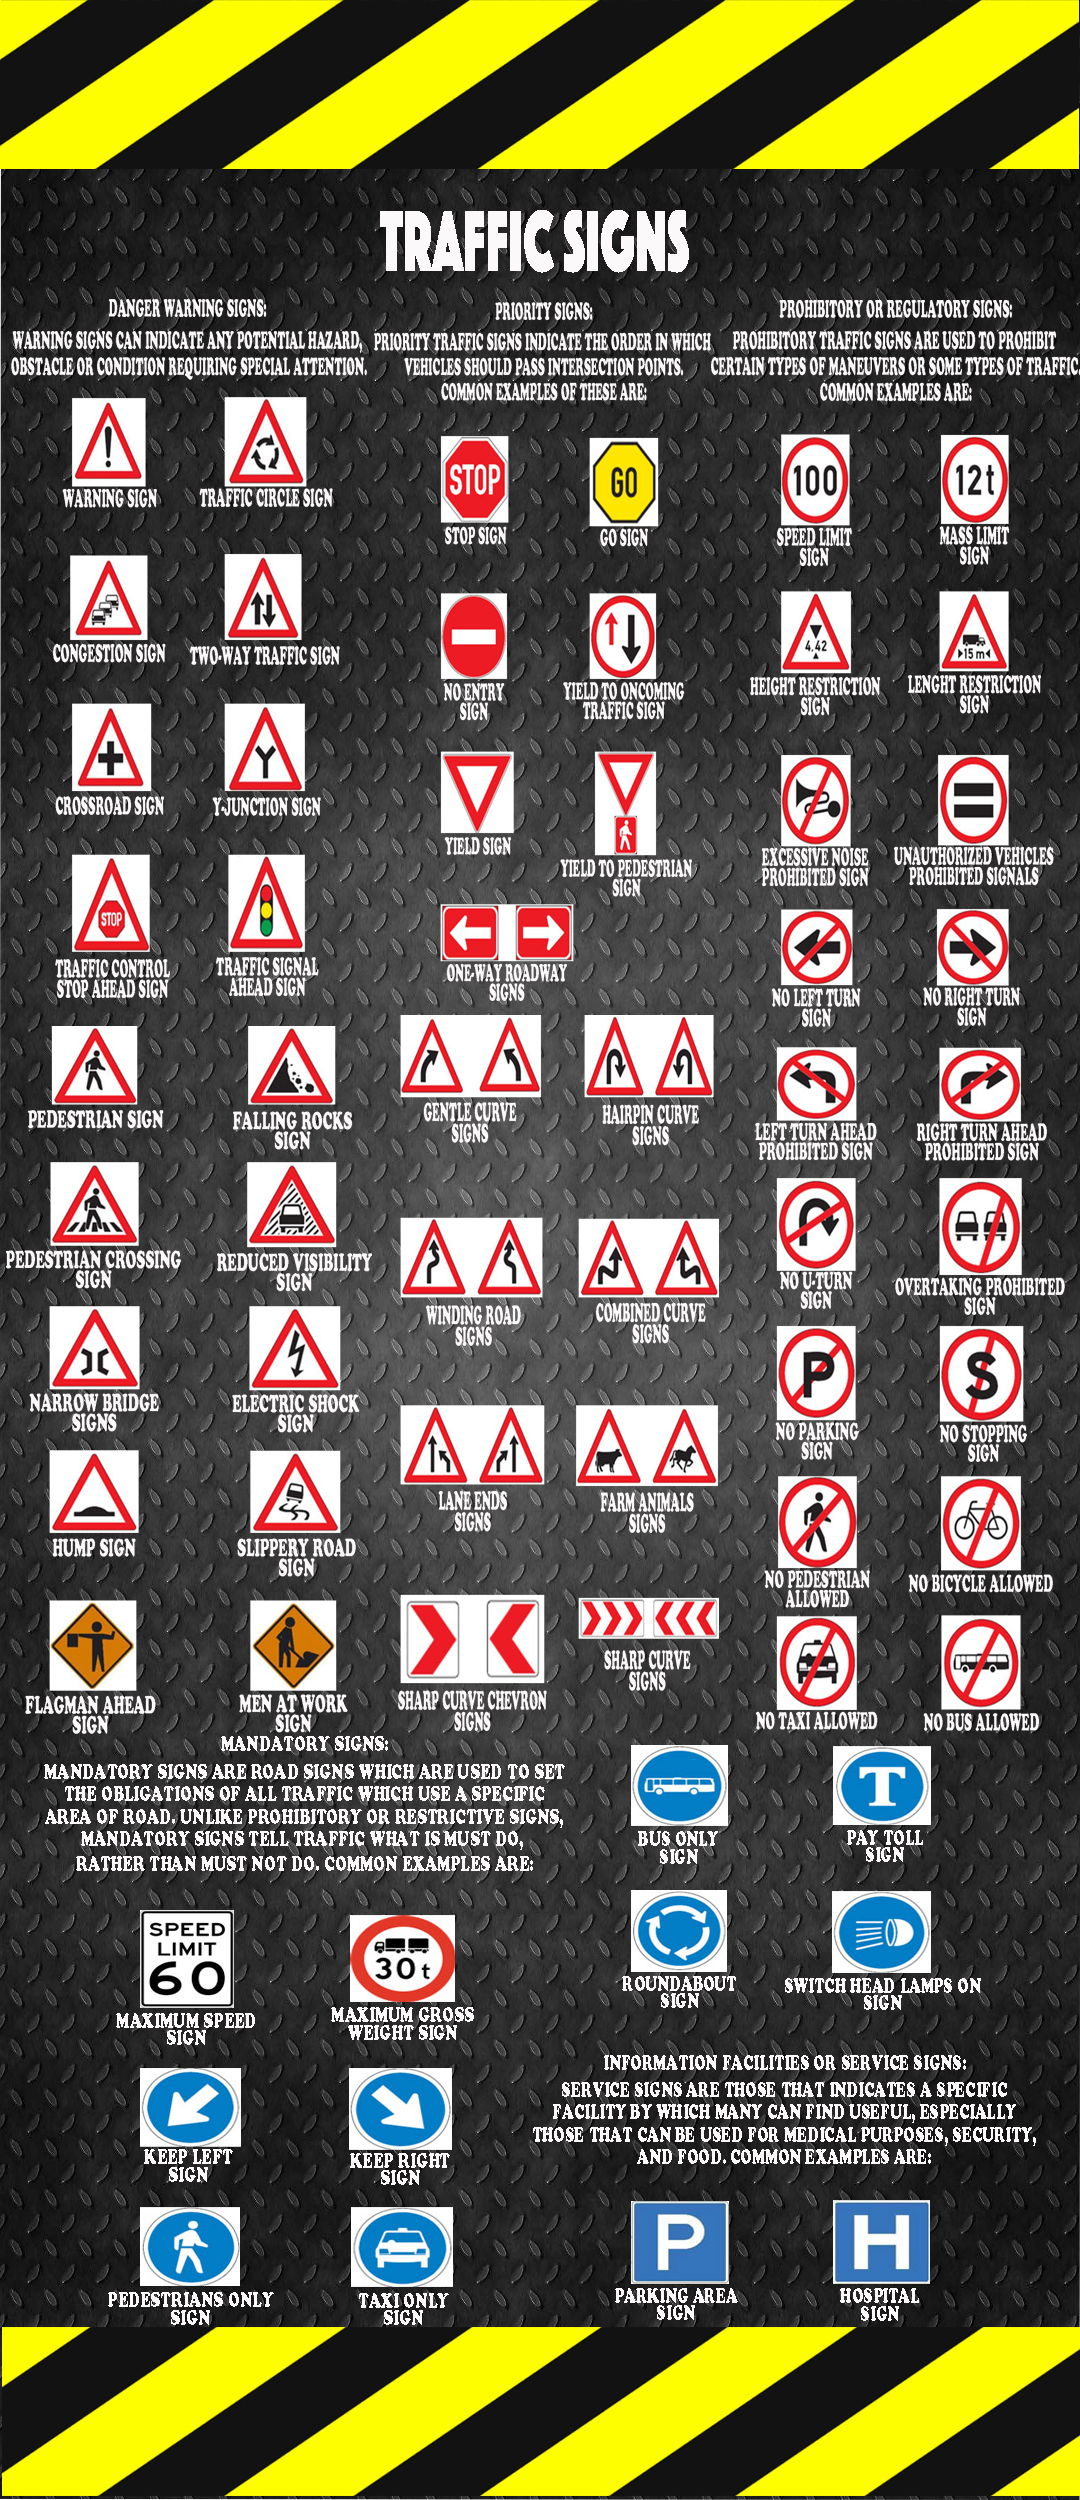 TRAFFIC SIGNS
DANGER WARNING SIGNS:
WARNING SIGNS CAN INDICATE ANY POTENTIAL HAZARD,
OBSTACLE OR CONDITION REQUIRING SPECIAL ATTENTION.
WARNING SIGN
TRAFFIC CIRCLE SIGN
CONGESTION SIGN
TWO-WAY TRAFFIC SIGN
CROSSROAD SIGN
Y-JUNCTION SIGN
STOP
TRAFFIC CONTROL
STOP AHEAD SIGN
TRAFFIC SIGNAL
AHEAD SIGN
PEDESTRIAN SIGN
FALLING ROCKS
SIGN
PEDESTRIAN CROSSING
SIGN
REDUCED VISIBILITY
SIGN
NARROW BRIDGE
SIGNS
ELECTRIC SHOCK
SIGN
HUMP SIGN
SLIPPERY ROAD
SIGN
FLAGMAN AHEAD
SIGN
MEN AT WORK
SIGN
PRIORITY SIGNS:
PRIORITY TRAFFIC SIGNS INDICATE THE ORDER IN WHICH
VEHICLES SHOULD PASS INTERSECTION POINTS.
COMMON EXAMPLES OF THESE ARE:
STOP
STOP SIGN
GO
GO SIGN
NO ENTRY
SIGN
YIELD TO ONCOMING
TRAFFIC SIGN
YIELD SIGN
YIELD TO PEDESTRIAN
SIGN
ONE-WAY ROADWAY
SIGNS
GENTLE CURVE
SIGNS
HAIRPIN CURVE
SIGNS
WINDING ROAD
SIGNS
COMBINED CURVE
SIGNS
LANE ENDS
SIGNS
FARM ANIMALS
SIGNS
SHARP CURVE CHEVRON
SIGNS
SHARP CURVE
SIGNS
PROHIBITORY OR REGULATORY SIGNS:
PROHIBITORY TRAFFIC SIGNS ARE USED TO PROHIBIT
CERTAIN TYPES OF MANEUVERS OR SOME TYPES OF TRAFFIC.
COMMON EXAMPLES ARE:
100
SPEED LIMIT
SIGN
12t
MASS LIMIT
SIGN
4.42
HEIGHT RESTRICTION
SIGN
15m
LENGHT RESTRICTION
SIGN
EXCESSIVE NOISE
PROHIBITED SIGN
UNAUTHORIZED VEHICLES
PROHIBITED SIGNALS
NO LEFT TURN
SIGN
NO RIGHT TURN
SIGN
LEFT TURN AHEAD
PROHIBITED SIGN
RIGHT TURN AHEAD
PROHIBITED SIGN
NO U-TURN
SIGN
OVERTAKING PROHIBITED
SIGN
P
NO PARKING
SIGN
S
NO STOPPING
SIGN
NO PEDESTRIAN
ALLOWED
NO BICYCLE ALLOWED
NO TAXI ALLOWED
NO BUS ALLOWED
MANDATORY SIGNS:
MANDATORY SIGNS ARE ROAD SIGNS WHICH ARE USED TO SET
THE OBLIGATIONS OF ALL TRAFFIC WHICH USE A SPECIFIC
AREA OF ROAD. UNLIKE PROHIBITORY OR RESTRICTIVE SIGNS,
MANDATORY SIGNS TELL TRAFFIC WHAT IS MUST DO,
RATHER THAN MUST NOT DO. COMMON EXAMPLES ARE:
SPEED
LIMIT
60
MAXIMUM SPEED
SIGN
30t
MAXIMUM GROSS
WEIGHT SIGN
KEEP LEFT
SIGN
KEEP RIGHT
SIGN
PEDESTRIANS ONLY
SIGN
TAXI ONLY
SIGN
BUS ONLY
SIGN
T
PAY TOLL
SIGN
ROUNDABOUT
SIGN
SWITCH HEAD LAMPS ON
SIGN
INFORMATION FACILITIES OR SERVICE SIGNS:
SERVICE SIGNS ARE THOSE THAT INDICATES A SPECIFIC
FACILITY BY WHICH MANY CAN FIND USEFUL, ESPECIALLY
THOSE THAT CAN BE USED FOR MEDICAL PURPOSES, SECURITY,
AND FOOD. COMMON EXAMPLES ARE:
P
PARKING AREA
SIGN
H
HOSPITAL
SIGN